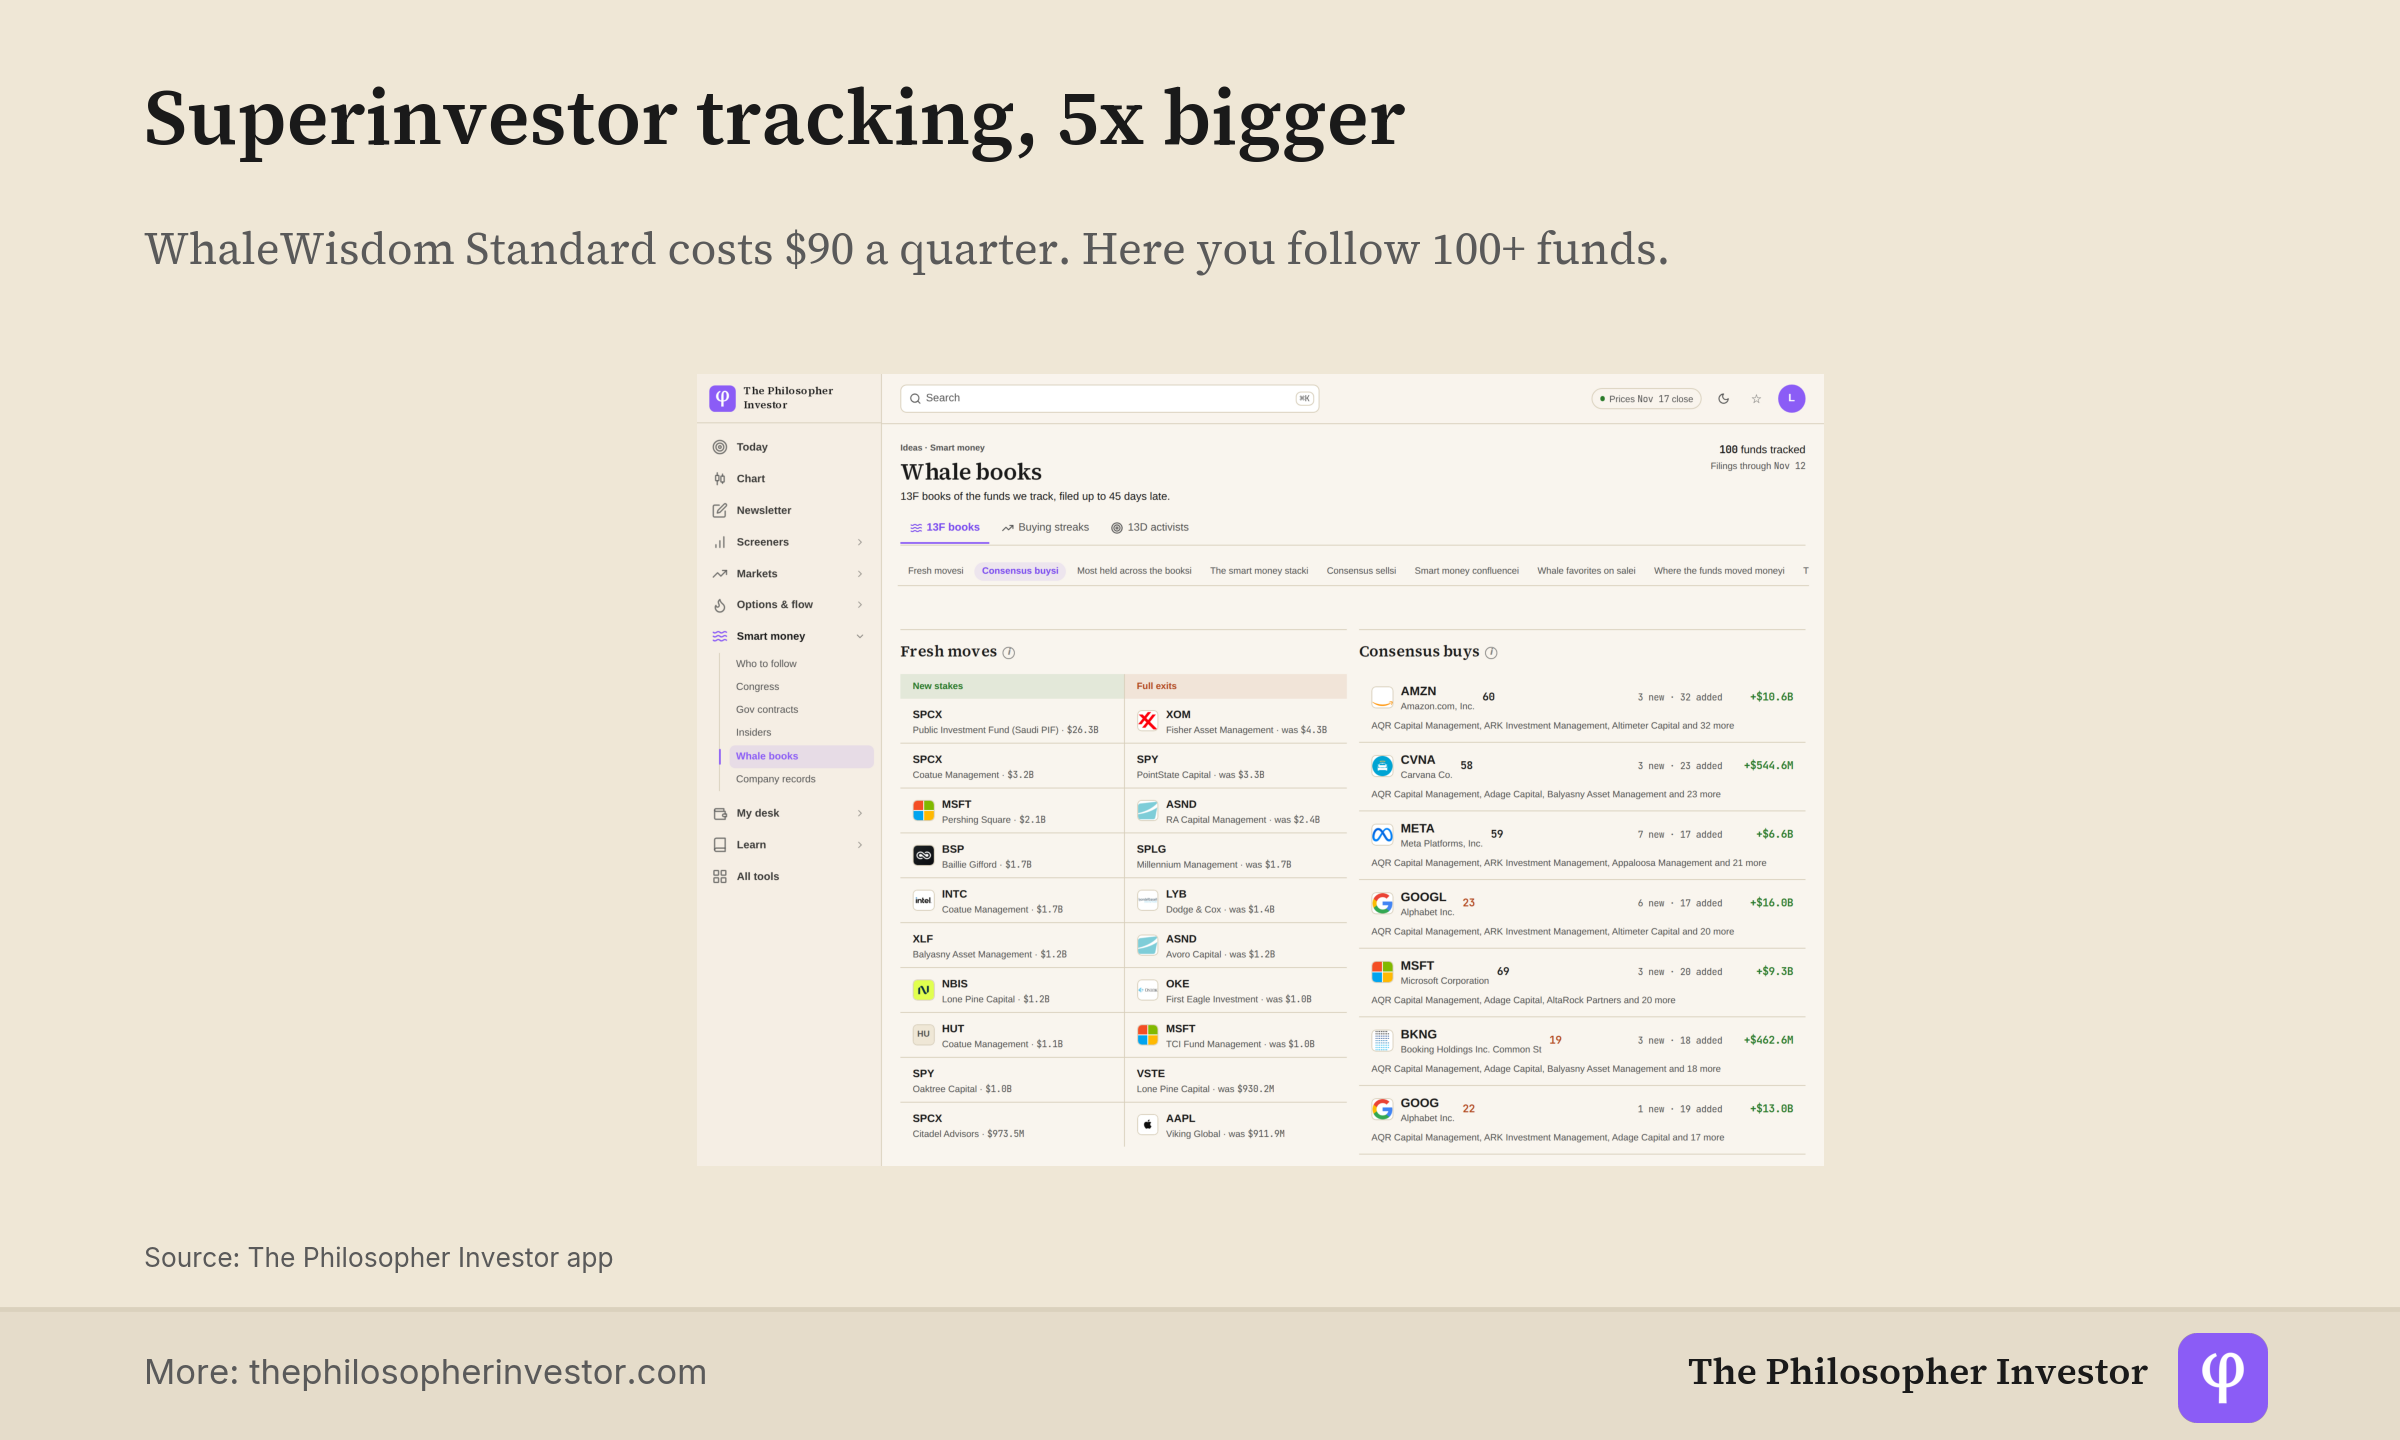 Superinvestor tracking, 5x bigger
WhaleWisdom Standard costs $90 a quarter. Here you follow 100+ funds.
φ
The Philosopher
Investor
Search
⌘K
Prices Nov 17 close
L
Today
Chart
Newsletter
Screeners
Markets
Options & flow
Smart money
Who to follow
Congress
Gov contracts
Insiders
Whale books
Company records
My desk
Learn
All tools
Ideas · Smart money
Whale books
13F books of the funds we track, filed up to 45 days late.
100 funds tracked
Filings through Nov 12
13F books
Buying streaks
13D activists
Fresh movesi
Consensus buysi
Most held across the booksi
The smart money stacki
Consensus sellsi
Smart money confluencei
Whale favorites on salei
Where the funds moved moneyi
T
Fresh moves i
New stakes
Full exits
SPCX
Public Investment Fund (Saudi PIF) · $26.3B
XOM
Fisher Asset Management · was $4.3B
SPCX
Coatue Management · $3.2B
SPY
PointState Capital · was $3.3B
MSFT
Pershing Square · $2.1B
ASND
RA Capital Management · was $2.4B
BSP
Baillie Gifford · $1.7B
SPLG
Millennium Management · was $1.7B
intel
INTC
Coatue Management · $1.7B
LYB
Dodge & Cox · was $1.4B
XLF
Balyasny Asset Management · $1.2B
ASND
Avoro Capital · was $1.2B
NBIS
Lone Pine Capital · $1.2B
OKE
First Eagle Investment · was $1.0B
HU
HUT
Coatue Management · $1.1B
MSFT
TCI Fund Management · was $1.0B
SPY
Oaktree Capital · $1.0B
VSTE
Lone Pine Capital · was $930.2M
SPCX
Citadel Advisors · $973.5M
AAPL
Viking Global · was $911.9M
Consensus buys i
AMZN
Amazon.com, Inc.
60
3 new · 32 added
+$10.6B
AQR Capital Management, ARK Investment Management, Altimeter Capital and 32 more
CVNA
Carvana Co.
58
3 new · 23 added
+$544.6M
AQR Capital Management, Adage Capital, Balyasny Asset Management and 23 more
META
Meta Platforms, Inc.
59
7 new · 17 added
+$6.6B
AQR Capital Management, ARK Investment Management, Appaloosa Management and 21 more
GOOGL
Alphabet Inc.
23
6 new · 17 added
+$16.0B
AQR Capital Management, ARK Investment Management, Altimeter Capital and 20 more
MSFT
Microsoft Corporation
69
3 new · 20 added
+$9.3B
AQR Capital Management, Adage Capital, AltaRock Partners and 20 more
BKNG
Booking Holdings Inc. Common St
19
3 new · 18 added
+$462.6M
AQR Capital Management, Adage Capital, Balyasny Asset Management and 18 more
GOOG
Alphabet Inc.
22
1 new · 19 added
+$13.0B
AQR Capital Management, ARK Investment Management, Adage Capital and 17 more
Source: The Philosopher Investor app
More: thephilosopherinvestor.com
The Philosopher Investor
φ